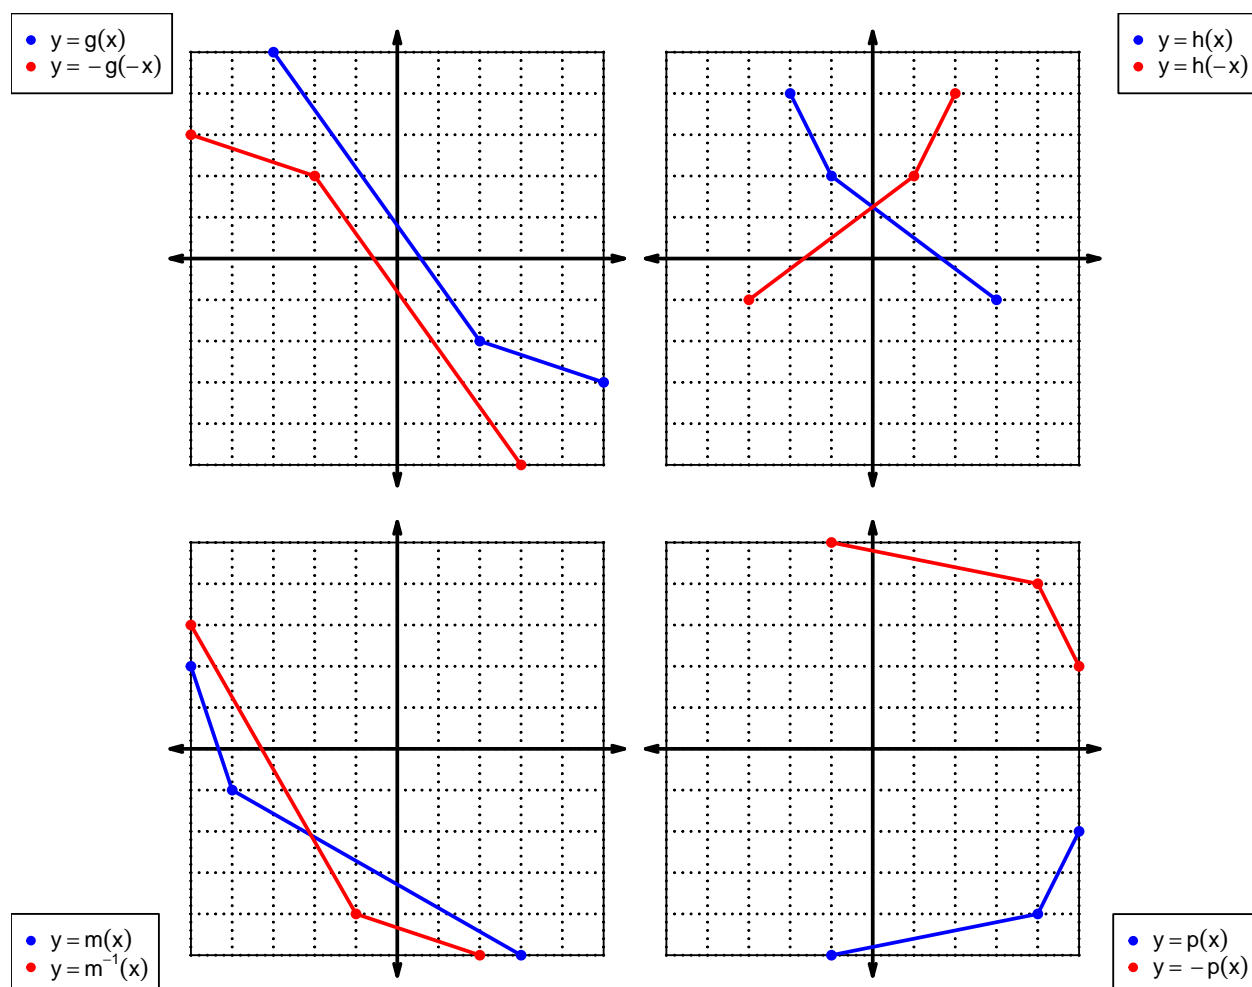 y = g(x)
y = −g(−x)
y = h(x)
y = h(−x)
y = m(x)
y = m⁻¹(x)
y = p(x)
y = −p(x)